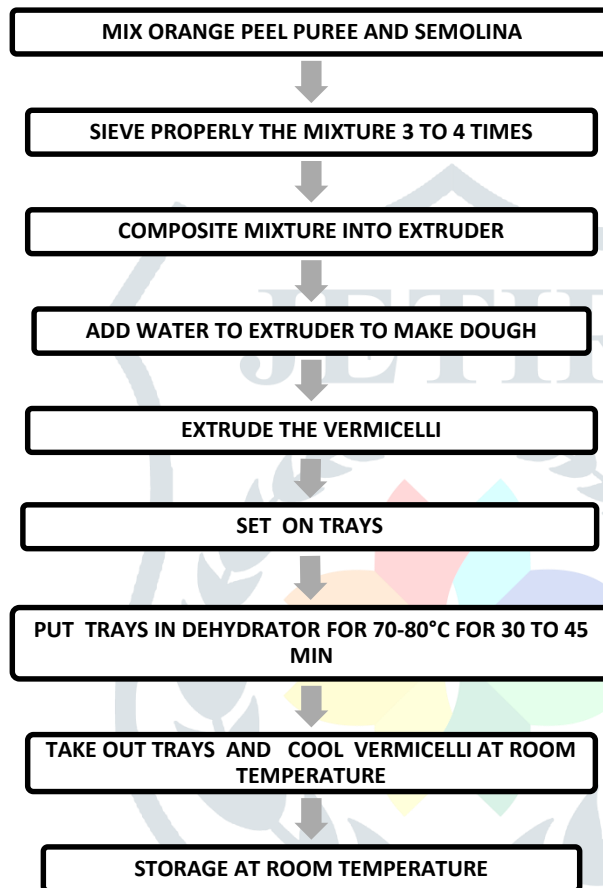 MIX ORANGE PEEL PUREE AND SEMOLINA
SIEVE PROPERLY THE MIXTURE 3 TO 4 TIMES
COMPOSITE MIXTURE INTO EXTRUDER
JETIR
ADD WATER TO EXTRUDER TO MAKE DOUGH
EXTRUDE THE VERMICELLI
SET ON TRAYS
PUT TRAYS IN DEHYDRATOR FOR 70-80°C FOR 30 TO 45
MIN
TAKE OUT TRAYS AND COOL VERMICELLI AT ROOM
TEMPERATURE
STORAGE AT ROOM TEMPERATURE